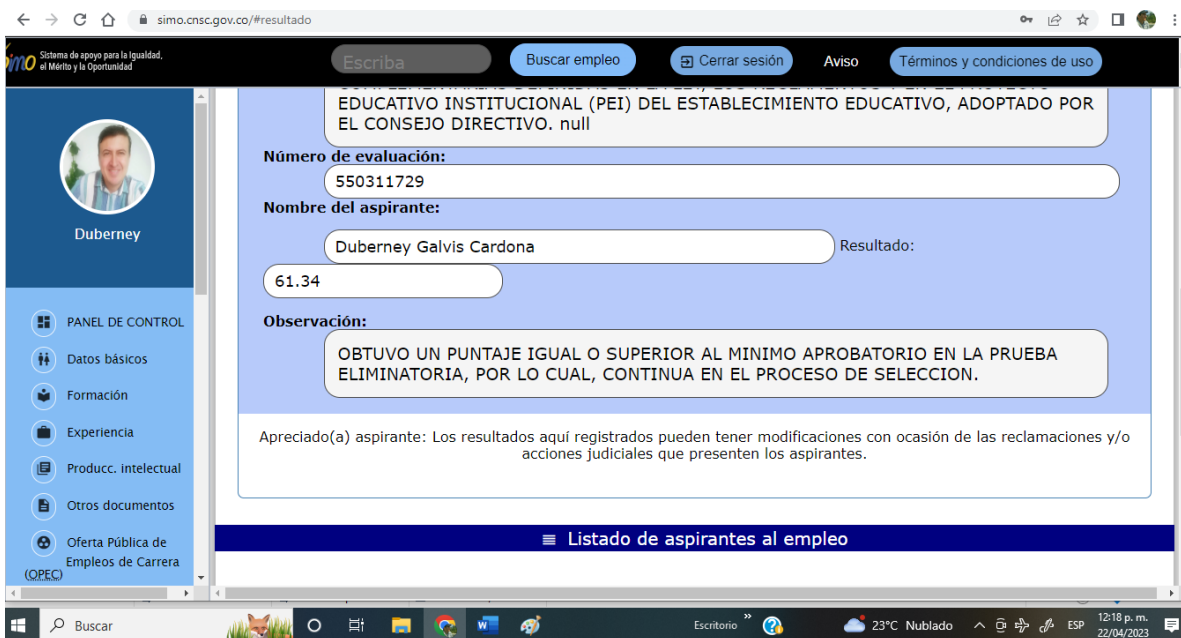 simo.cnsc.gov.co/#resultado
simo Sistema de apoyo para la Igualdad,
el Mérito y la Oportunidad
Escriba
Buscar empleo
Cerrar sesión
Aviso
Términos y condiciones de uso
EDUCATIVO INSTITUCIONAL (PEI) DEL ESTABLECIMIENTO EDUCATIVO, ADOPTADO POR
EL CONSEJO DIRECTIVO. null
Número de evaluación:
550311729
Nombre del aspirante:
Duberney Galvis Cardona
Resultado:
61.34
Observación:
OBTUVO UN PUNTAJE IGUAL O SUPERIOR AL MINIMO APROBATORIO EN LA PRUEBA
ELIMINATORIA, POR LO CUAL, CONTINUA EN EL PROCESO DE SELECCION.
Apreciado(a) aspirante: Los resultados aquí registrados pueden tener modificaciones con ocasión de las reclamaciones y/o
acciones judiciales que presenten los aspirantes.
Listado de aspirantes al empleo
Duberney
PANEL DE CONTROL
Datos básicos
Formación
Experiencia
Producc. intelectual
Otros documentos
Oferta Pública de
Empleos de Carrera
(OPEC)
Buscar
Escritorio
23°C Nublado
ESP
12:18 p. m.
22/04/2023